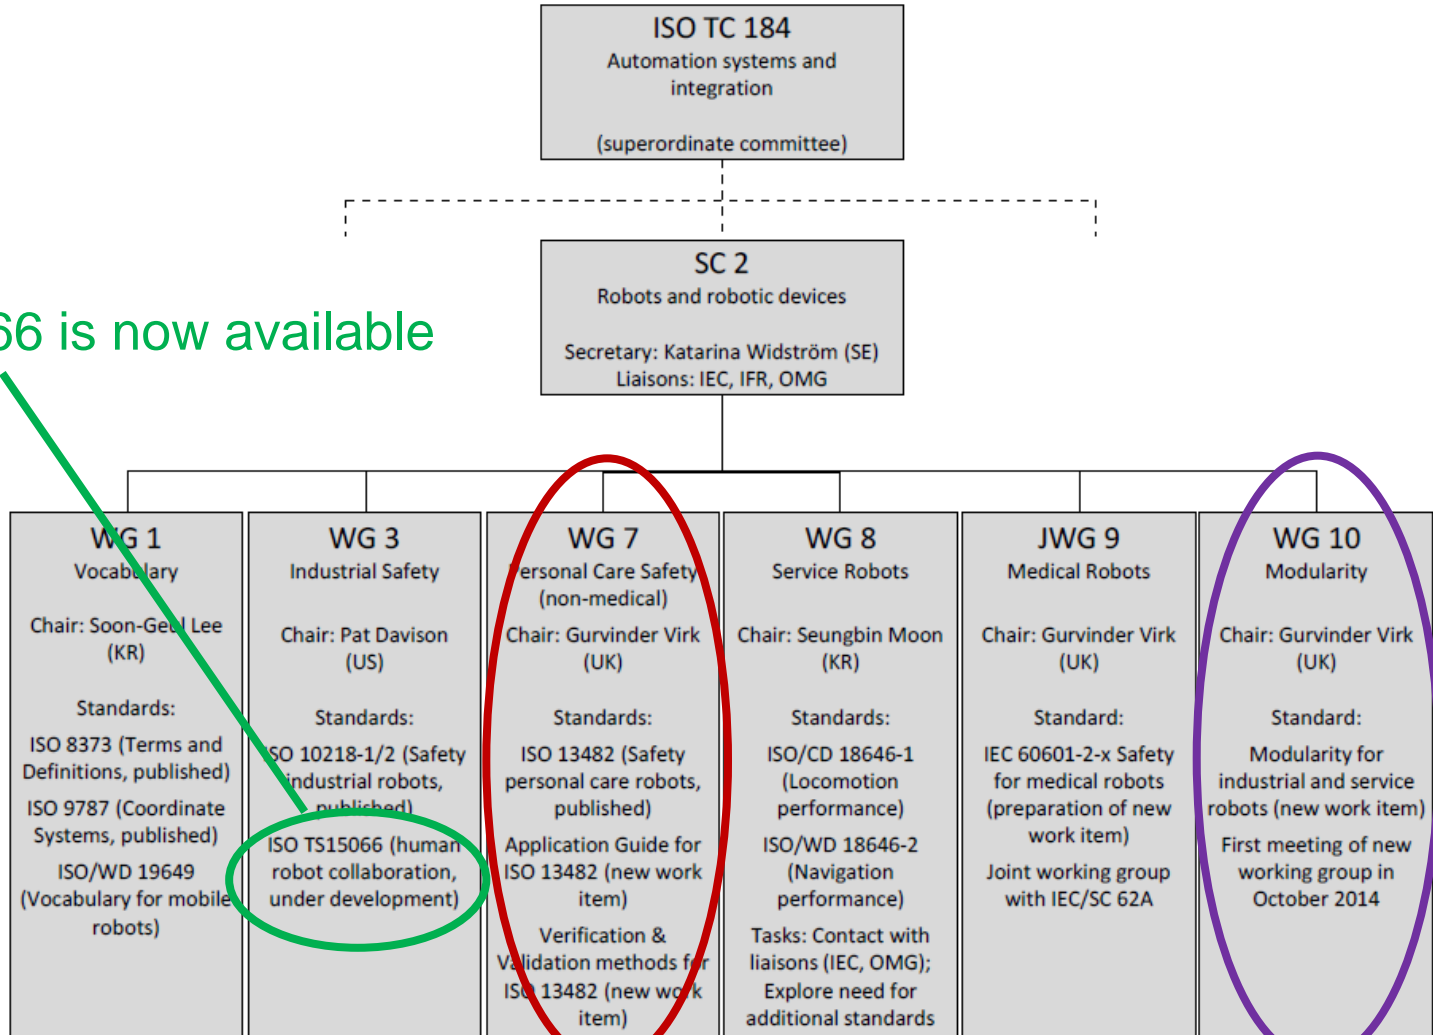 ISO TC 184
Automation systems and
integration
(superordinate committee)
SC 2
Robots and robotic devices
Secretary: Katarina Widström (SE)
Liaisons: IEC, IFR, OMG
66 is now available
WG 1
Vocabulary
Chair: Soon-Geul Lee
(KR)
Standards:
ISO 8373 (Terms and
Definitions, published)
ISO 9787 (Coordinate
Systems, published)
ISO/WD 19649
(Vocabulary for mobile
robots)
WG 3
Industrial Safety
Chair: Pat Davison
(US)
Standards:
ISO 10218-1/2 (Safety
industrial robots,
published)
ISO TS15066 (human
robot collaboration,
under development)
WG 7
Personal Care Safety
(non-medical)
Chair: Gurvinder Virk
(UK)
Standards:
ISO 13482 (Safety
personal care robots,
published)
Application Guide for
ISO 13482 (new work
item)
Verification &
Validation methods for
ISO 13482 (new work
item)
WG 8
Service Robots
Chair: Seungbin Moon
(KR)
Standards:
ISO/CD 18646-1
(Locomotion
performance)
ISO/WD 18646-2
(Navigation
performance)
Tasks: Contact with
liaisons (IEC, OMG);
Explore need for
additional standards
JWG 9
Medical Robots
Chair: Gurvinder Virk
(UK)
Standard:
IEC 60601-2-x Safety
for medical robots
(preparation of new
work item)
Joint working group
with IEC/SC 62A
WG 10
Modularity
Chair: Gurvinder Virk
(UK)
Standard:
Modularity for
industrial and service
robots (new work item)
First meeting of new
working group in
October 2014